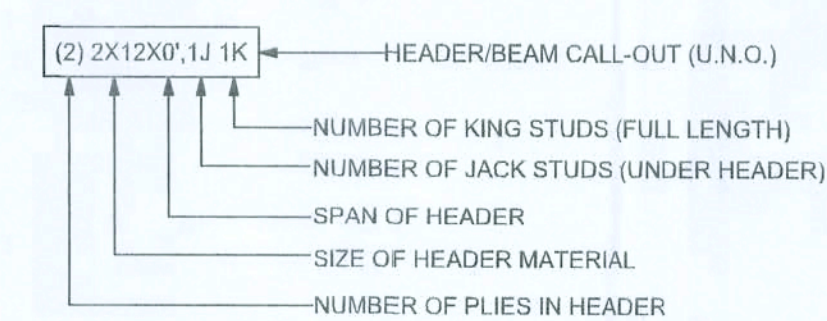 (2) 2X12X0',1J 1K
HEADER/BEAM CALL-OUT (U.N.O.)
NUMBER OF KING STUDS (FULL LENGTH)
NUMBER OF JACK STUDS (UNDER HEADER)
SPAN OF HEADER
SIZE OF HEADER MATERIAL
NUMBER OF PLIES IN HEADER